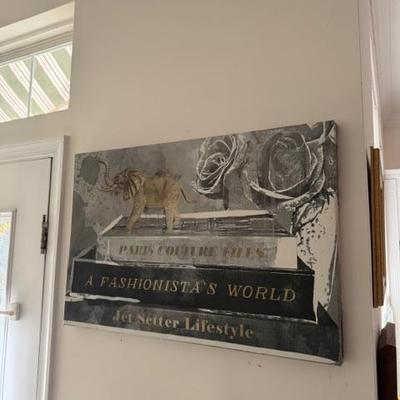 PARIS COUTURE FILES
A FASHIONISTA'S WORLD
Jet Setter Lifestyle